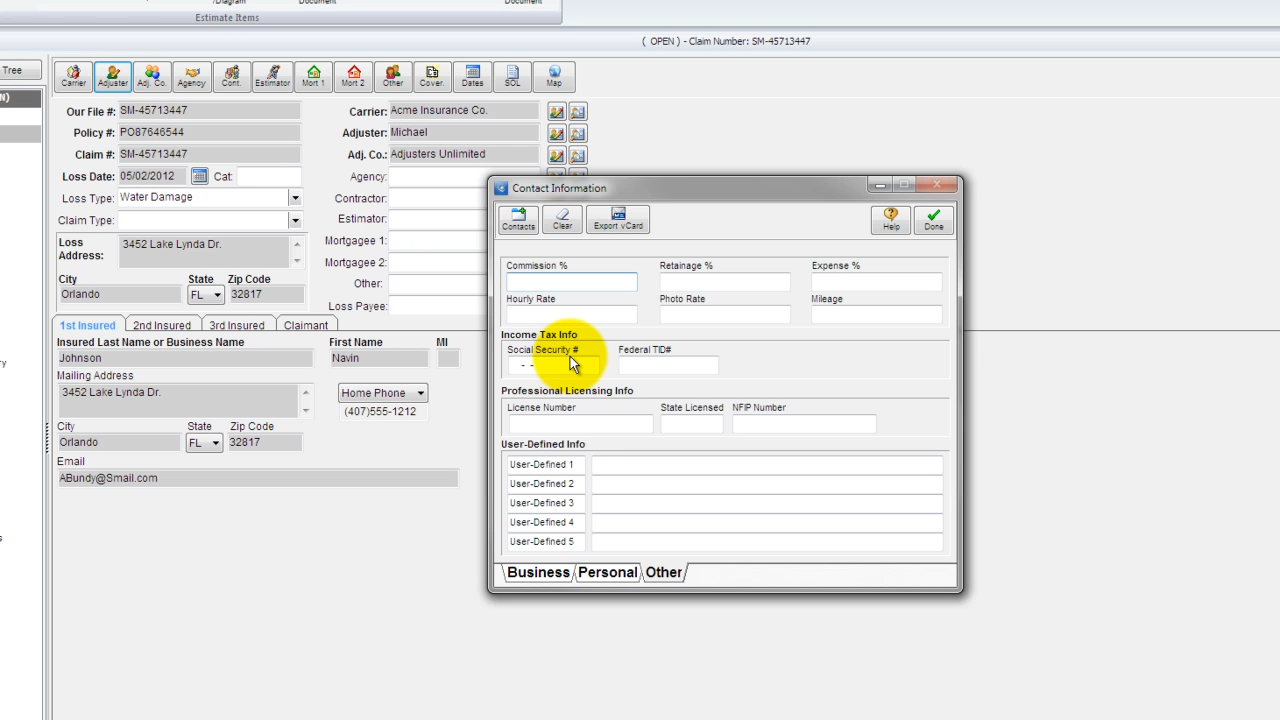 /Diagram
Document
Document
Estimate Items
( OPEN ) - Claim Number: SM-45713447
Tree
Carrier
Adjuster
Adj. Co.
Agency
Cont.
Estimator
Mort 1
Mort 2
Other
Cover.
Dates
SOL
Map
N)
Our File #: SM-45713447
Carrier: Acme Insurance Co.
Policy #: PO87646544
Adjuster: Michael
Claim #: SM-45713447
Adj. Co.: Adjusters Unlimited
Loss Date: 05/02/2012 Cat:
Agency:
Loss Type: Water Damage
Contractor:
Claim Type:
Estimator:
Loss Address: 3452 Lake Lynda Dr.
Mortgagee 1:
Mortgagee 2:
City State Zip Code
Other:
Orlando FL 32817
Loss Payee:
1st Insured 2nd Insured 3rd Insured Claimant
Insured Last Name or Business Name First Name MI
Johnson Navin
Mailing Address
3452 Lake Lynda Dr.
Home Phone
(407)555-1212
City State Zip Code
Orlando FL 32817
Email
ABundy@Smail.com
ry
s
Contact Information
Contacts Clear Export vCard Help Done
Commission % Retainage % Expense %
Hourly Rate Photo Rate Mileage
Income Tax Info
Social Security # Federal TID#
- -
Professional Licensing Info
License Number State Licensed NFIP Number
User-Defined Info
User-Defined 1
User-Defined 2
User-Defined 3
User-Defined 4
User-Defined 5
Business Personal Other